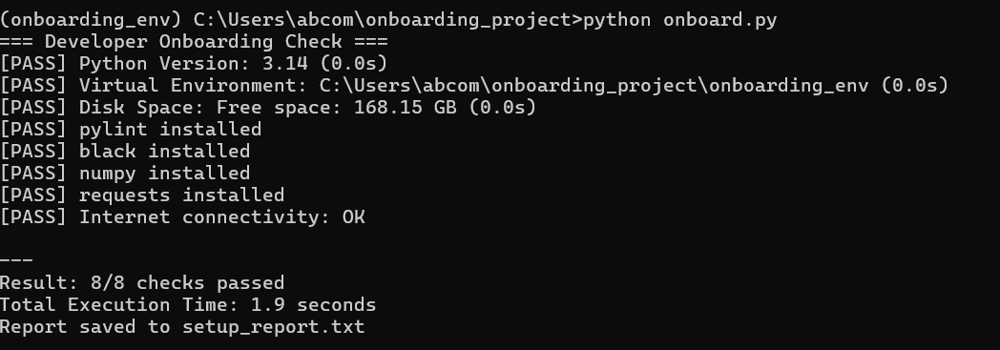 (onboarding_env) C:\Users\abcom\onboarding_project>python onboard.py
=== Developer Onboarding Check ===
[PASS] Python Version: 3.14 (0.0s)
[PASS] Virtual Environment: C:\Users\abcom\onboarding_project\onboarding_env (0.0s)
[PASS] Disk Space: Free space: 168.15 GB (0.0s)
[PASS] pylint installed
[PASS] black installed
[PASS] numpy installed
[PASS] requests installed
[PASS] Internet connectivity: OK

---
Result: 8/8 checks passed
Total Execution Time: 1.9 seconds
Report saved to setup_report.txt